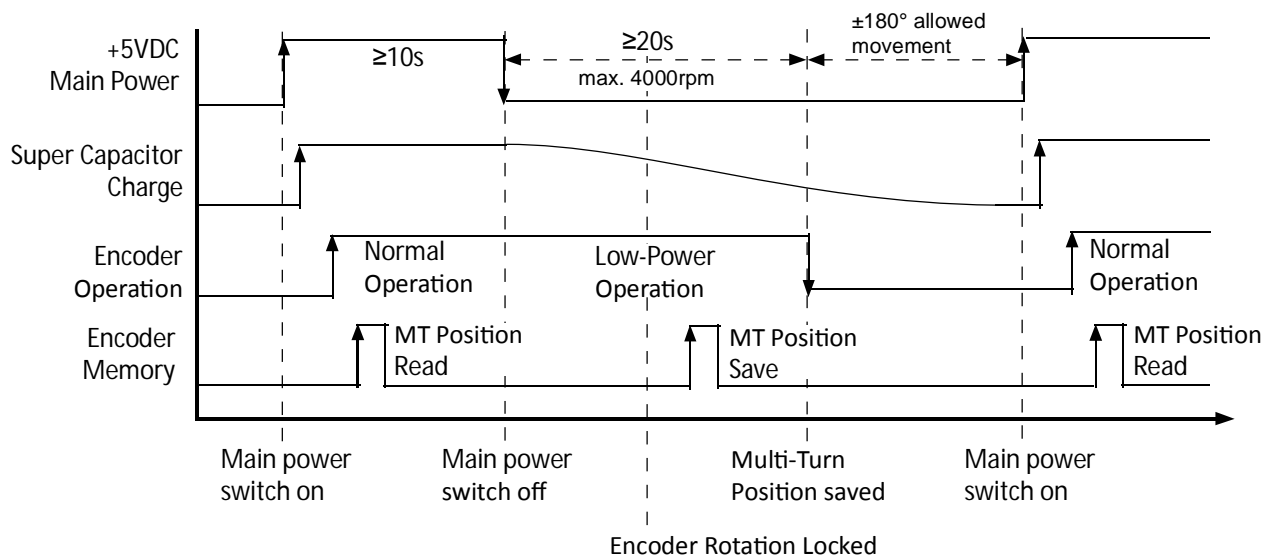 +5VDC
Main Power
≥10s
≥20s
max. 4000rpm
±180° allowed
movement
Super Capacitor
Charge
Encoder
Operation
Normal
Operation
Low-Power
Operation
Normal
Operation
Encoder
Memory
MT Position
Read
MT Position
Save
MT Position
Read
Main power
switch on
Main power
switch off
Multi-Turn
Position saved
Main power
switch on
Encoder Rotation Locked